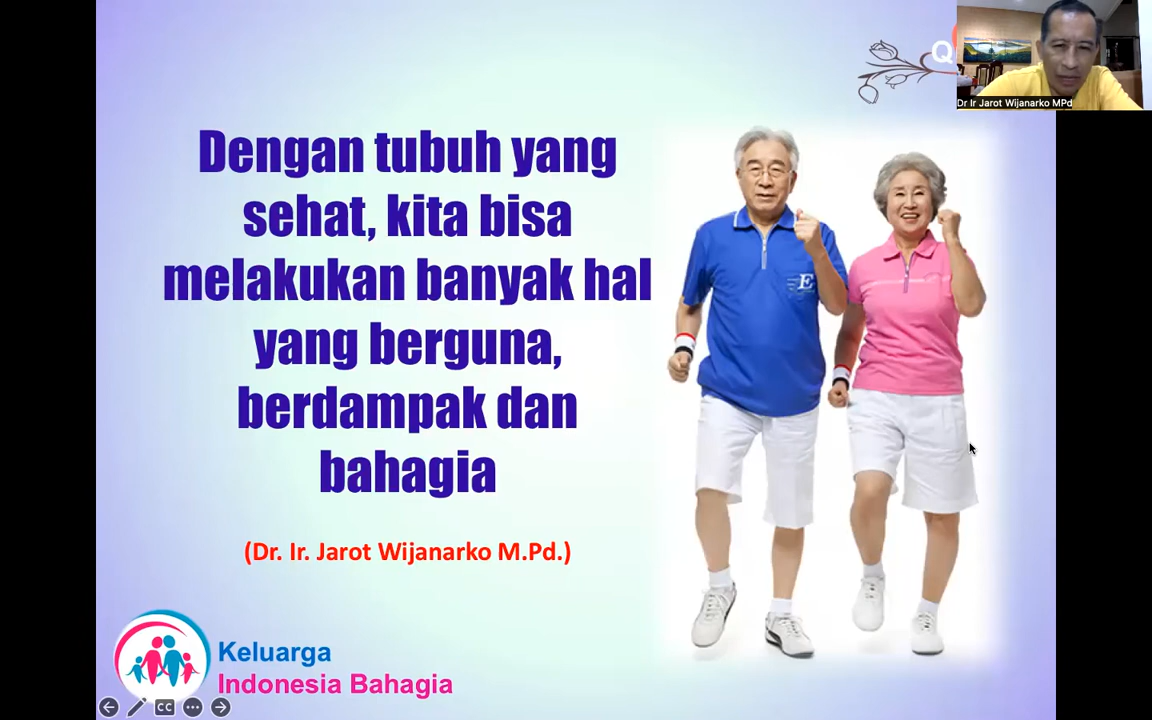 Dengan tubuh yang
sehat, kita bisa
melakukan banyak hal
yang berguna,
berdampak dan
bahagia
(Dr. Ir. Jarot Wijanarko M.Pd.)
Keluarga
Indonesia Bahagia
Q
Dr Ir Jarot Wijanarko MPd
E
CC